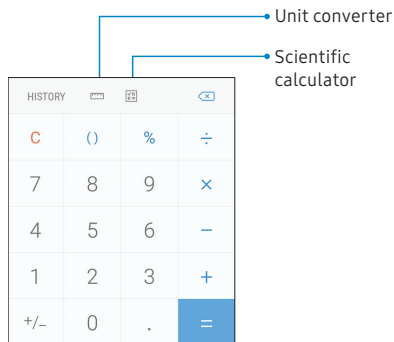 Unit converter
Scientific
calculator
HISTORY
C () % ÷
7 8 9 ×
4 5 6 −
1 2 3 +
+/− 0 . =